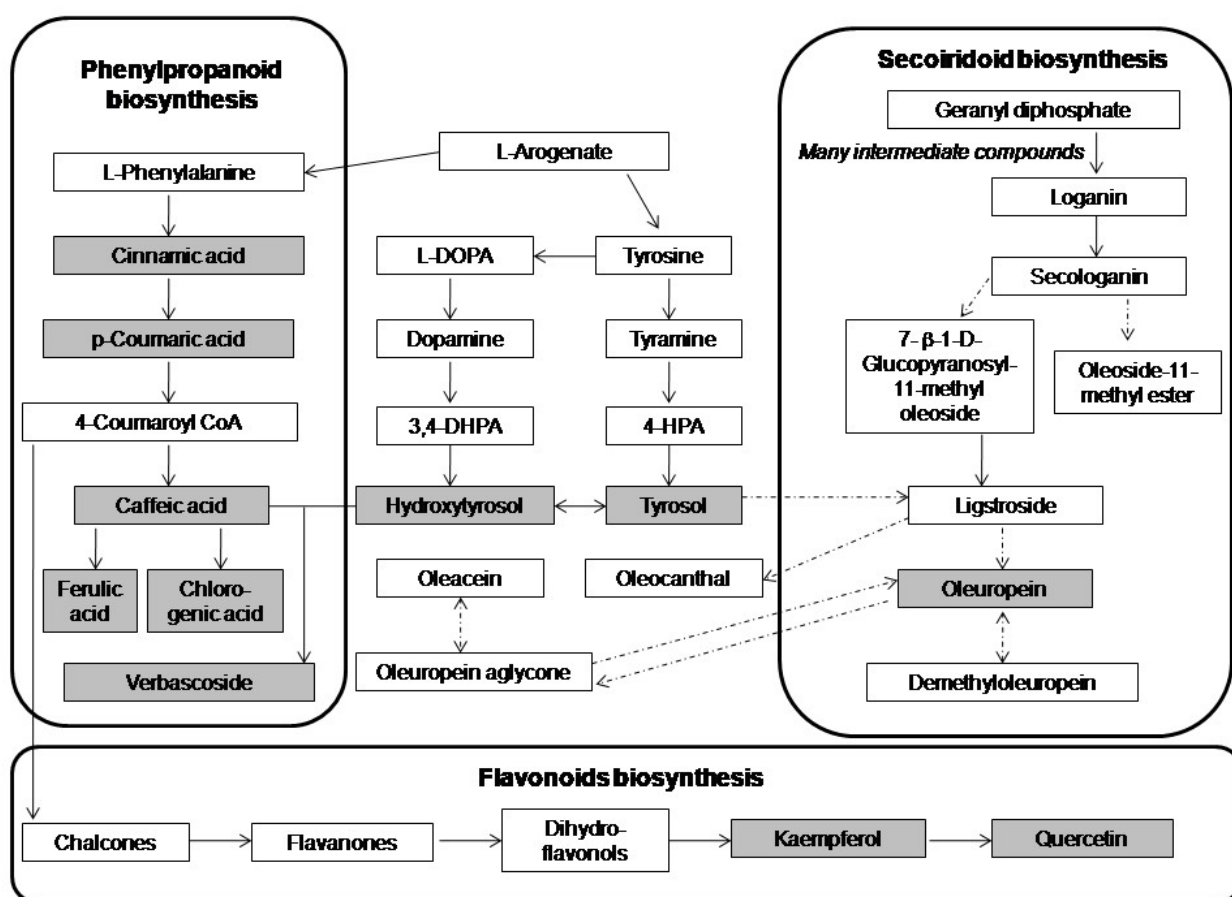 Phenylpropanoid
biosynthesis
L-Phenylalanine
Cinnamic acid
p-Coumaric acid
4-Coumaroyl CoA
Caffeic acid
Ferulic
acid
Chloro-
genic acid
Verbascoside
L-Arogenate
L-DOPA
Tyrosine
Dopamine
Tyramine
3,4-DHPA
4-HPA
Hydroxytyrosol
Tyrosol
Oleacein
Oleocanthal
Oleuropein aglycone
Secoiridoid biosynthesis
Geranyl diphosphate
Many intermediate compounds
Loganin
Secologanin
7-β-1-D-
Glucopyranosyl-
11-methyl
oleoside
Oleoside-11-
methyl ester
Ligstroside
Oleuropein
Demethyloleuropein
Flavonoids biosynthesis
Chalcones
Flavanones
Dihydro-
flavonols
Kaempferol
Quercetin